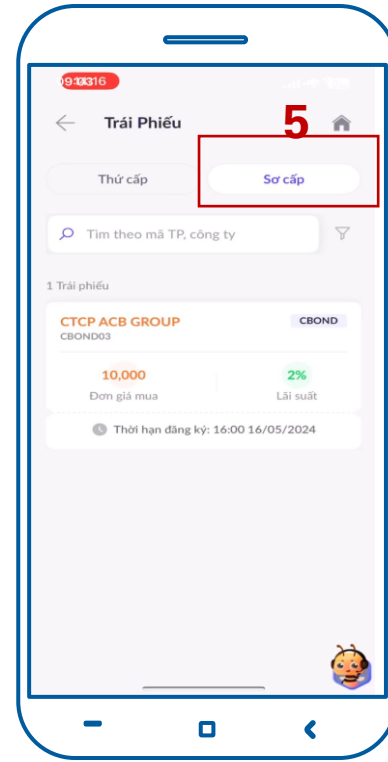 5
Trái Phiếu
Thứ cấp Sơ cấp
Tìm theo mã TP, công ty
1 Trái phiếu
CTCP ACB GROUP CBOND
CBOND03
10,000 2%
Đơn giá mua Lãi suất
Thời hạn đăng ký: 16:00 16/05/2024